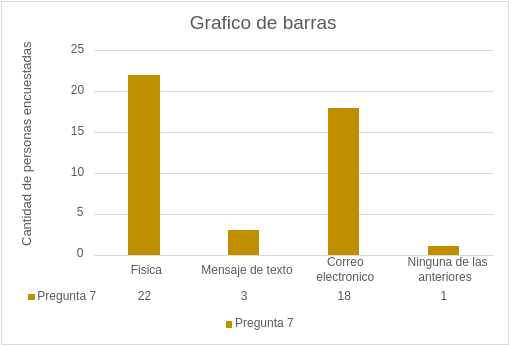 Grafico de barras
Cantidad de personas encuestadas
25
20
15
10
5
0
Fisica
Mensaje de texto
Correo
electronico
Ninguna de las
anteriores
Pregunta 7 22 3 18 1
Pregunta 7